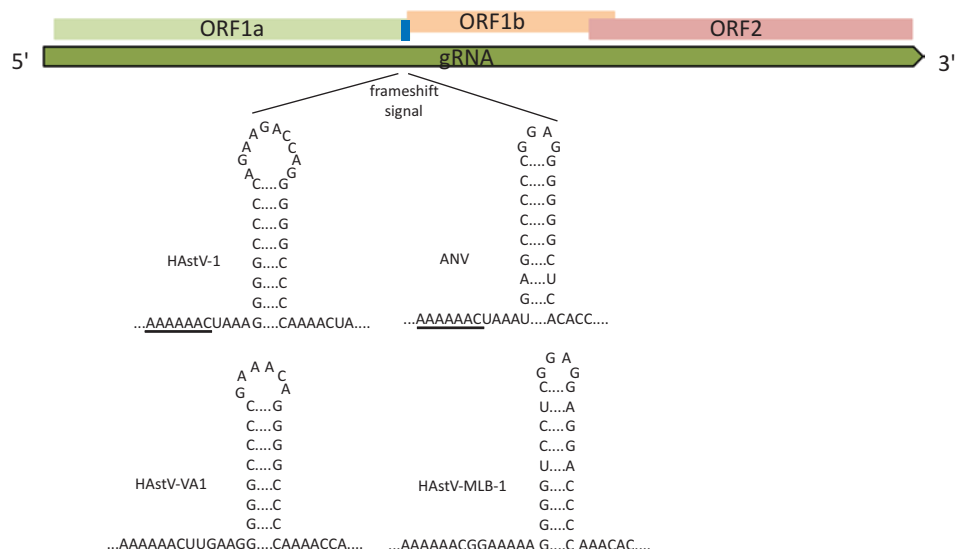 ORF1a ORF1b ORF2
5' gRNA 3'
frameshift
signal
HAstV-1
A G A A G A C C A G A
C....G
C....G
C....G
C....G
G....C
G....C
G....C
...AAAAAACUAAAG....CAAAACUA....
ANV
G G A G
C....G
C....G
C....G
C....G
C....G
G....C
A....U
G....C
...AAAAAACUAAAU....ACACC....
HAstV-VA1
G A A A C A
C....G
C....G
C....G
C....G
G....C
G....C
G....C
...AAAAAACUUGAAGG....CAAAACCA....
HAstV-MLB-1
G G A G
C....G
U....A
C....G
C....G
U....A
G....C
G....C
G....C
...AAAAAACGGAAAAA G....C AAACAC....